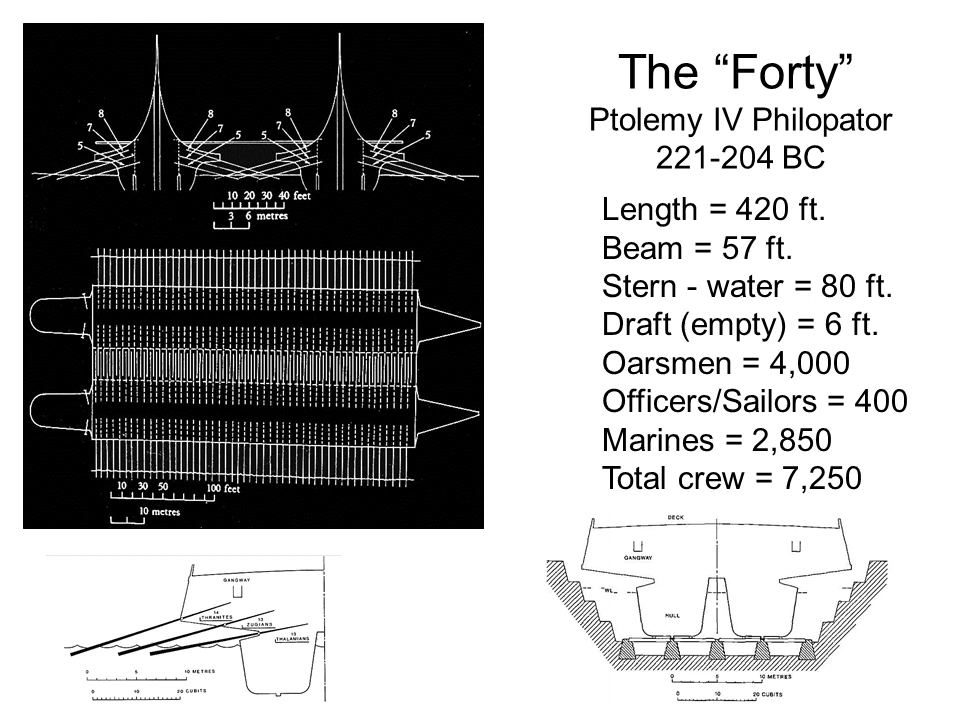 The “Forty”
Ptolemy IV Philopator
221-204 BC
Length = 420 ft.
Beam = 57 ft.
Stern - water = 80 ft.
Draft (empty) = 6 ft.
Oarsmen = 4,000
Officers/Sailors = 400
Marines = 2,850
Total crew = 7,250
8 8 8 8
7 7 7 7
5 5 5 5
10 20 30 40 feet
3 6 metres
10 30 50 100 feet
10 metres
GANGWAY
14
THRANITES
13
ZUGIANS
13
THALAMIANS
0 5 10 METRES
0 10 20 CUBITS
DECK
GANGWAY
WL
HULL
0 5 10 METRES
0 10 20 CUBITS